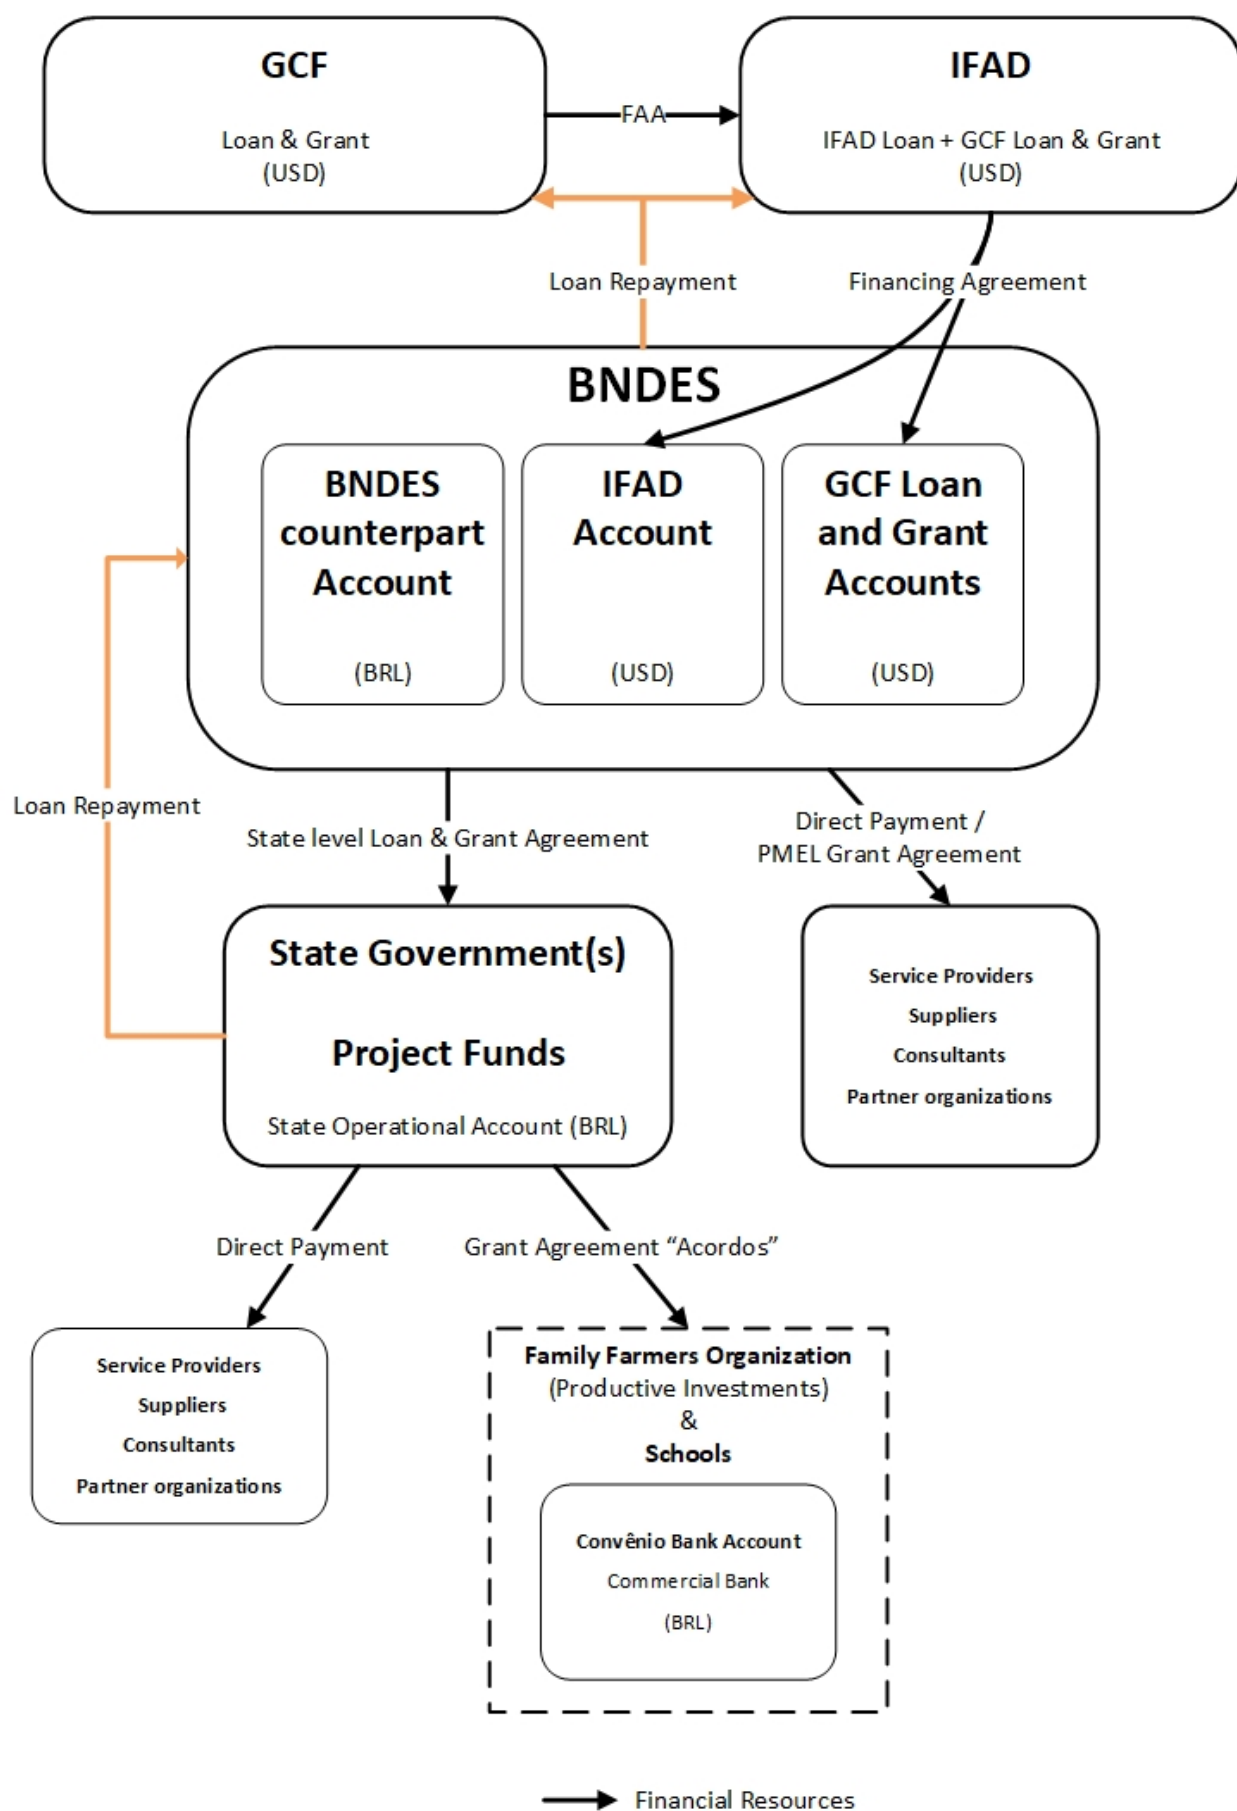 GCF
Loan & Grant
(USD)
FAA
IFAD
IFAD Loan + GCF Loan & Grant
(USD)
Loan Repayment
Financing Agreement
BNDES
BNDES
counterpart
Account
(BRL)
IFAD
Account
(USD)
GCF Loan
and Grant
Accounts
(USD)
Loan Repayment
State level Loan & Grant Agreement
Direct Payment /
PMEL Grant Agreement
State Government(s)
Project Funds
State Operational Account (BRL)
Service Providers
Suppliers
Consultants
Partner organizations
Direct Payment
Grant Agreement “Acordos”
Service Providers
Suppliers
Consultants
Partner organizations
Family Farmers Organization
(Productive Investments)
&
Schools
Convênio Bank Account
Commercial Bank
(BRL)
Financial Resources